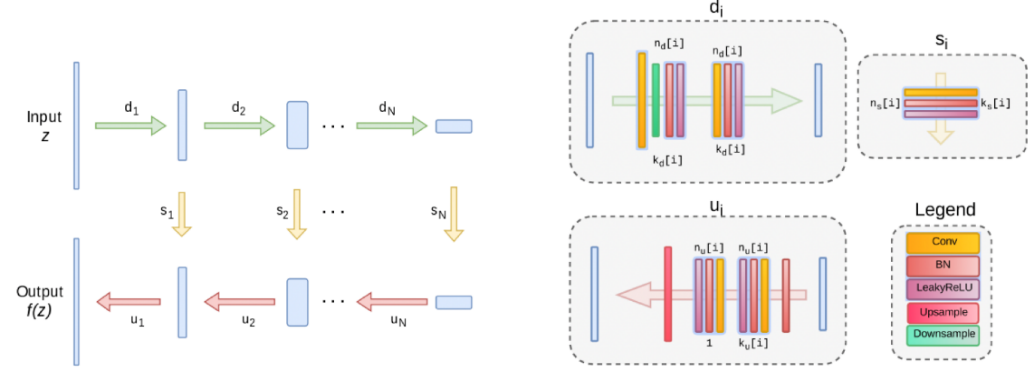 Input
z
d1
d2
...
dN
s1
s2
...
sN
Output
f(z)
u1
u2
...
uN
di
nd[i]
nd[i]
kd[i]
kd[i]
si
ns[i]
ks[i]
ui
nu[i]
nu[i]
1
ku[i]
Legend
Conv
BN
LeakyReLU
Upsample
Downsample